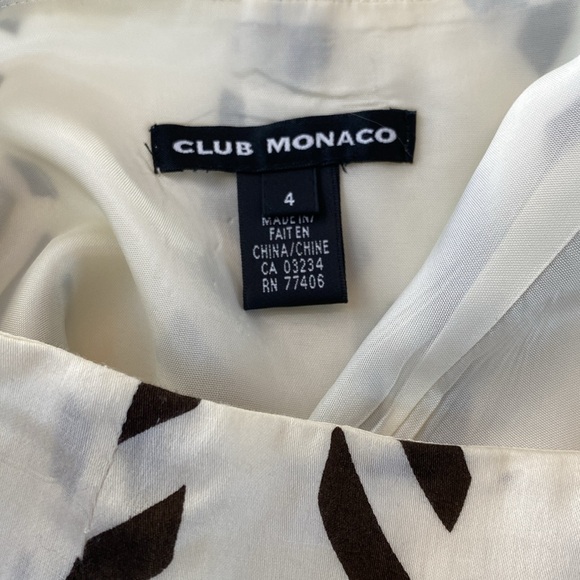 CLUB MONACO
4
MADE IN/
FAIT EN
CHINA/CHINE
CA 03234
RN 77406